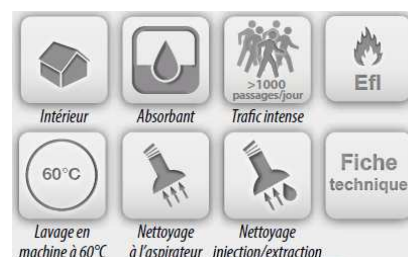 >1000
passages/jour
Efl
Intérieur
Absorbant
Trafic intense
60°C
Fiche
technique
Lavage en
machine à 60°C
Nettoyage
à l'aspirateur
Nettoyage
injection/extraction